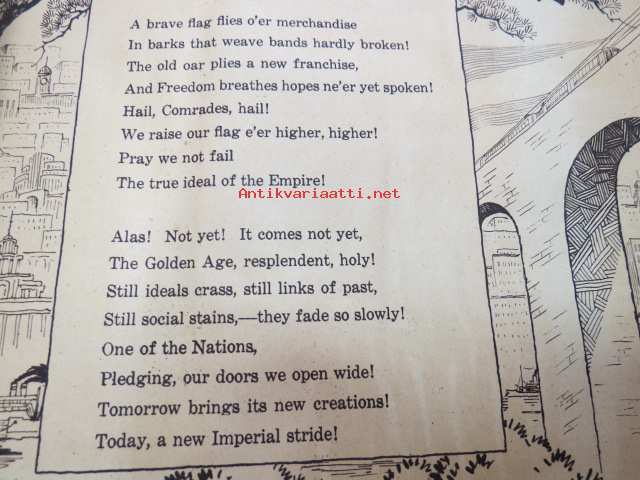 A brave flag flies o'er merchandise
In barks that weave bands hardly broken!
The old oar plies a new franchise,
And Freedom breathes hopes ne'er yet spoken!
Hail, Comrades, hail!
We raise our flag e'er higher, higher!
Pray we not fail
The true ideal of the Empire!
Antikvariaatti.net
Alas! Not yet! It comes not yet,
The Golden Age, resplendent, holy!
Still ideals crass, still links of past,
Still social stains,—they fade so slowly!
One of the Nations,
Pledging, our doors we open wide!
Tomorrow brings its new creations!
Today, a new Imperial stride!
Antikvariaatti.net